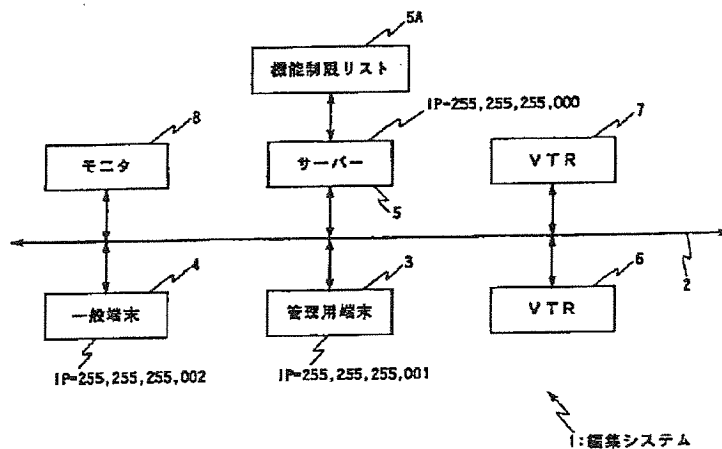 5A
機能制限リスト
IP=255,255,255,000
8
7
モニタ
サーバー
VTR
5
4
3
6
2
一般端末
管理用端末
VTR
IP=255,255,255,002
IP=255,255,255,001
1:編集システム